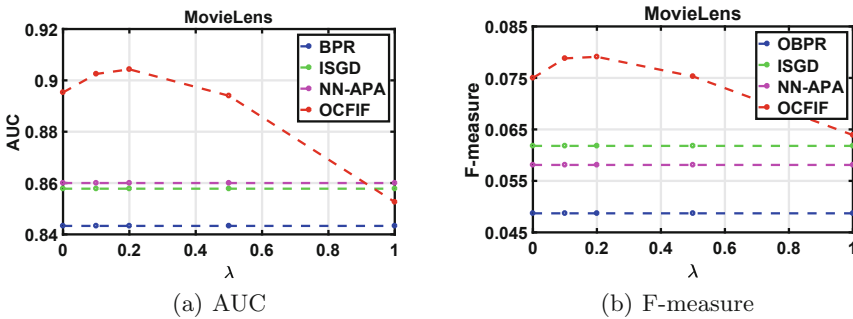 MovieLens
0.92
0.9
0.88
0.86
0.84
AUC
0
0.2
0.4
0.6
0.8
1
λ
BPR
ISGD
NN-APA
OCFIF
(a) AUC
MovieLens
0.085
0.075
0.065
0.055
0.045
F-measure
0
0.2
0.4
0.6
0.8
1
λ
OBPR
ISGD
NN-APA
OCFIF
(b) F-measure